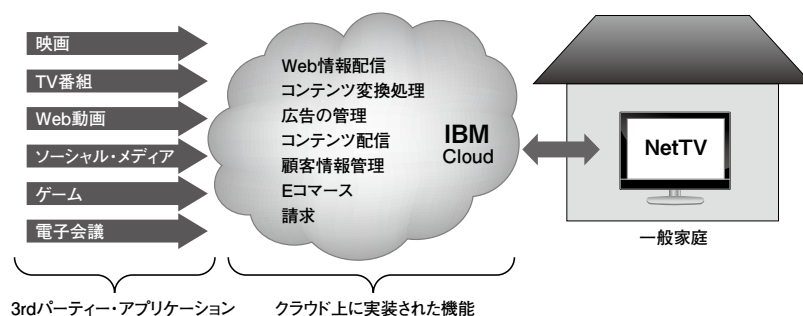 映画
TV番組
Web動画
ソーシャル・メディア
ゲーム
電子会議
3rdパーティー・アプリケーション
Web情報配信
コンテンツ変換処理
広告の管理
コンテンツ配信
顧客情報管理
Eコマース
請求
IBM
Cloud
クラウド上に実装された機能
NetTV
一般家庭